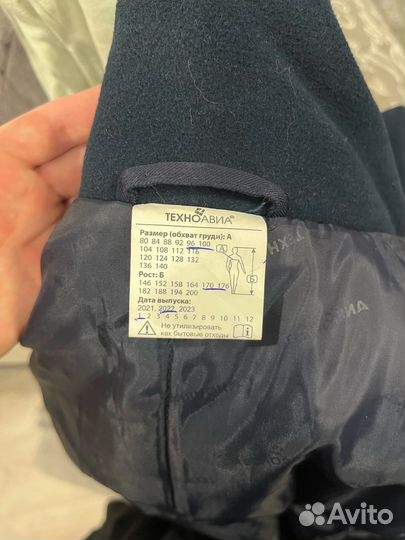 ТЕХНОАВИА®
Размер (обхват груди): А
80 84 88 92 96 100
104 108 112 116
120 124 128 132
136 140
А
Рост: Б
Б
146 152 158 164 170 176
182 188 194 200
Дата выпуска:
2021, 2022, 2023
1 2 3 4 5 6 7 8 9 10 11 12
Не утилизировать
как бытовые отходы
Avito